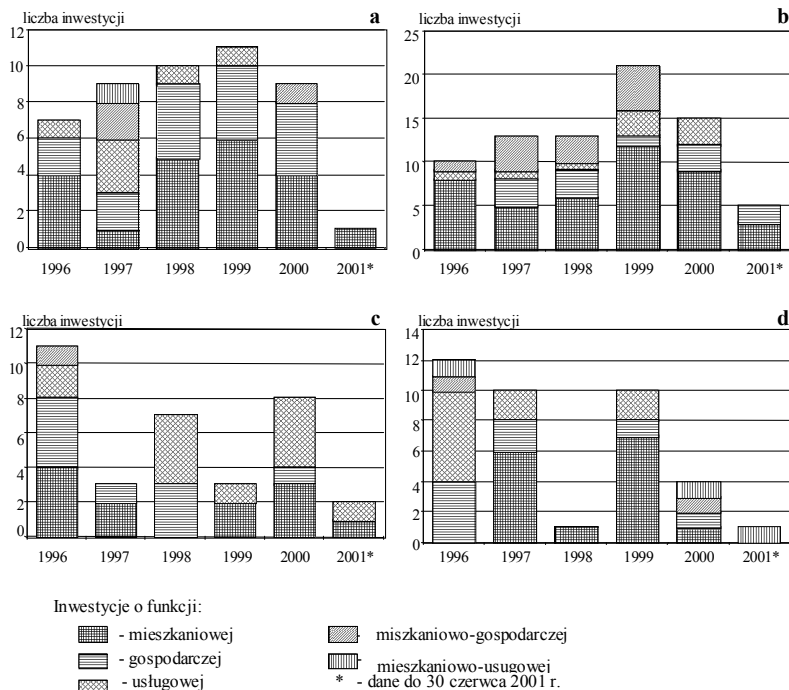 liczba inwestycji
a
12
10
8
6
4
2
0
1996 1997 1998 1999 2000 2001*
liczba inwestycji
b
25
20
15
10
5
0
1996 1997 1998 1999 2000 2001*
liczba inwestycji
c
12
10
8
6
4
2
0
1996 1997 1998 1999 2000 2001*
liczba inwestycji
d
14
12
10
8
6
4
2
0
1996 1997 1998 1999 2000 2001*
Inwestycje o funkcji:
- mieszkaniowej
- gospodarczej
- usługowej
- miszkaniowo-gospodarczej
- mieszkaniowo-usugowej
* - dane do 30 czerwca 2001 r.